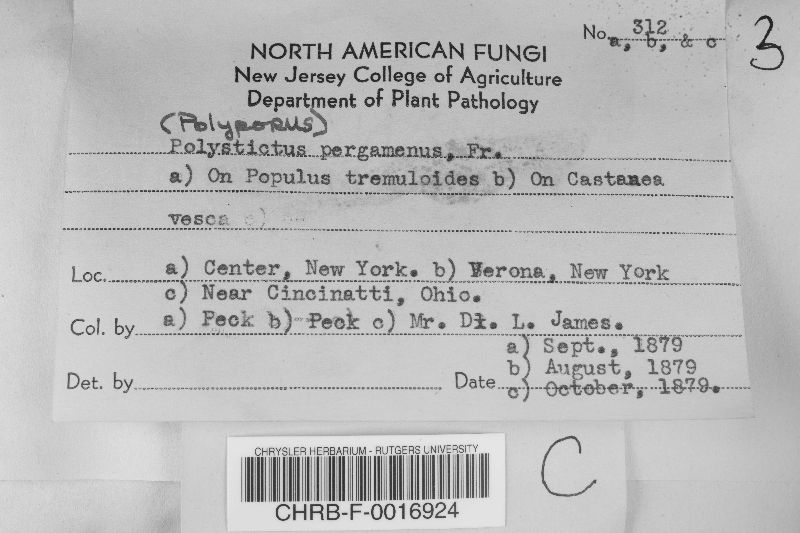 No. 312
a, b, & c
3
NORTH AMERICAN FUNGI
New Jersey College of Agriculture
Department of Plant Pathology
(Polyporus)
Polystictus pergamenus, Fr.
a) On Populus tremuloides b) On Castanea
vesca c)
Loc. a) Center, New York. b) Verona, New York
c) Near Cincinatti, Ohio.
Col. by a) Peck b) Peck c) Mr. D. L. James.
a) Sept., 1879
b) August, 1879
Det. by Date c) October, 1879.
C
CHRYSLER HERBARIUM - RUTGERS UNIVERSITY
CHRB-F-0016924